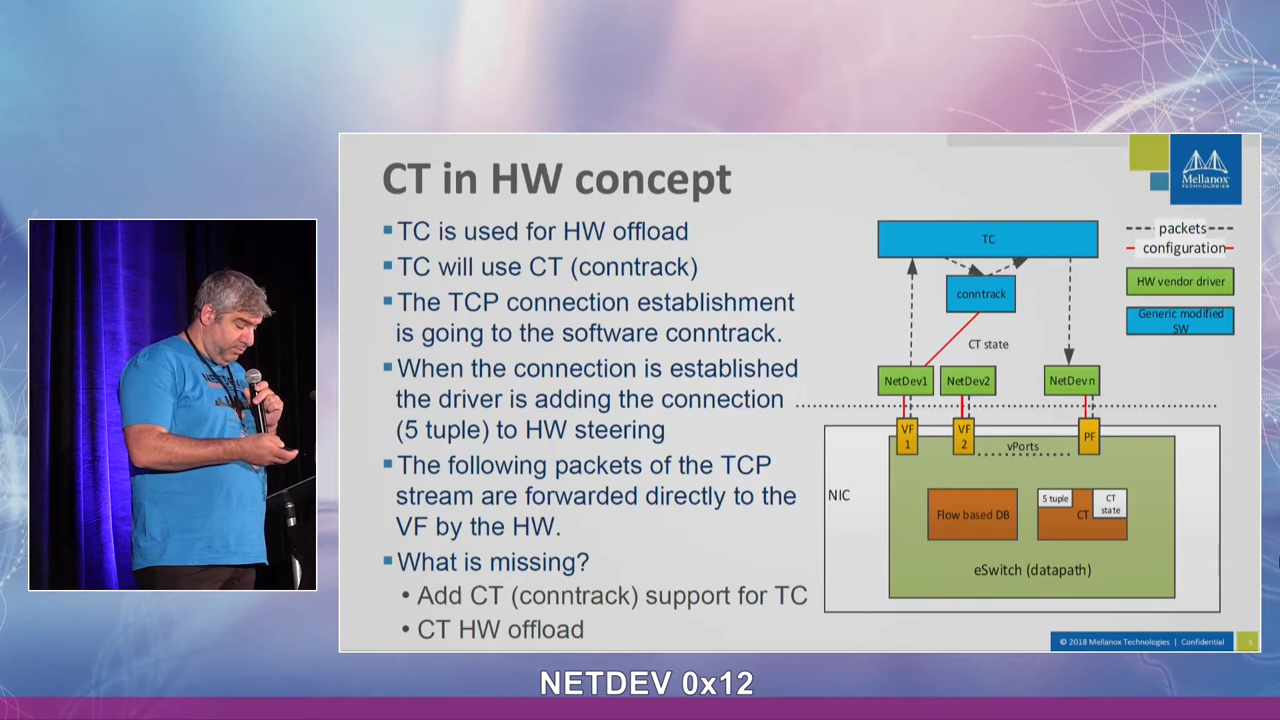 CT in HW concept
TC is used for HW offload
TC will use CT (conntrack)
The TCP connection establishment
is going to the software conntrack.
When the connection is established
the driver is adding the connection
(5 tuple) to HW steering
The following packets of the TCP
stream are forwarded directly to the
VF by the HW.
What is missing?
• Add CT (conntrack) support for TC
• CT HW offload
Mellanox
TECHNOLOGIES
TC
conntrack
CT state
packets
configuration
HW vendor driver
Generic modified
SW
NetDev1
NetDev2
NetDev n
VF
1
VF
2
PF
vPorts
NIC
Flow based DB
5 tuple
CT
CT
state
eSwitch (datapath)
© 2018 Mellanox Technologies | Confidential
5
NETDEV 0x12